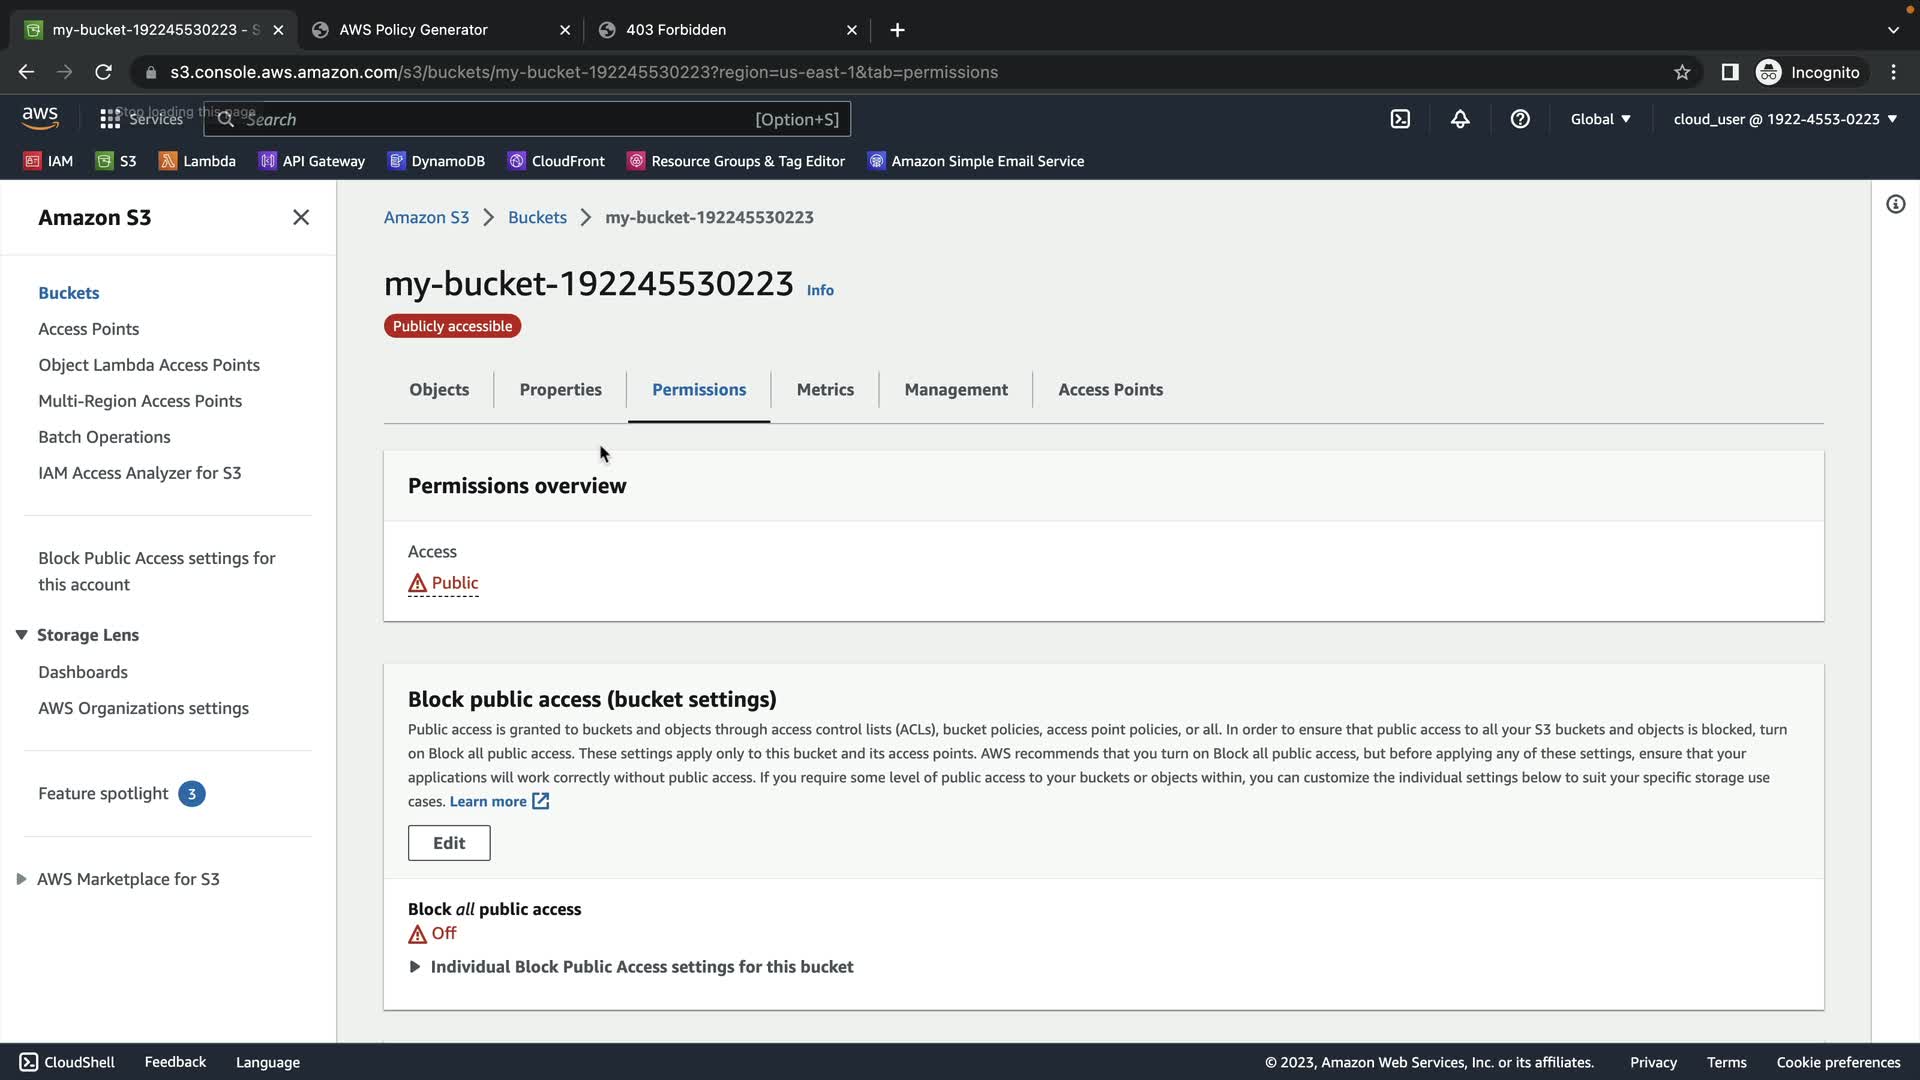 my-bucket-192245530223 - S
AWS Policy Generator
403 Forbidden
s3.console.aws.amazon.com/s3/buckets/my-bucket-192245530223?region=us-east-1&tab=permissions
Incognito
aws
Stop loading this page
Services
Search
[Option+S]
Global
cloud_user @ 1922-4553-0223
IAM
S3
Lambda
API Gateway
DynamoDB
CloudFront
Resource Groups & Tag Editor
Amazon Simple Email Service
Amazon S3
Buckets
Access Points
Object Lambda Access Points
Multi-Region Access Points
Batch Operations
IAM Access Analyzer for S3
Block Public Access settings for
this account
Storage Lens
Dashboards
AWS Organizations settings
Feature spotlight 3
AWS Marketplace for S3
Amazon S3 > Buckets > my-bucket-192245530223
my-bucket-192245530223 Info
Publicly accessible
Objects
Properties
Permissions
Metrics
Management
Access Points
Permissions overview
Access
Public
Block public access (bucket settings)
Public access is granted to buckets and objects through access control lists (ACLs), bucket policies, access point policies, or all. In order to ensure that public access to all your S3 buckets and objects is blocked, turn
on Block all public access. These settings apply only to this bucket and its access points. AWS recommends that you turn on Block all public access, but before applying any of these settings, ensure that your
applications will work correctly without public access. If you require some level of public access to your buckets or objects within, you can customize the individual settings below to suit your specific storage use
cases. Learn more
Edit
Block all public access
Off
Individual Block Public Access settings for this bucket
CloudShell
Feedback
Language
© 2023, Amazon Web Services, Inc. or its affiliates.
Privacy
Terms
Cookie preferences